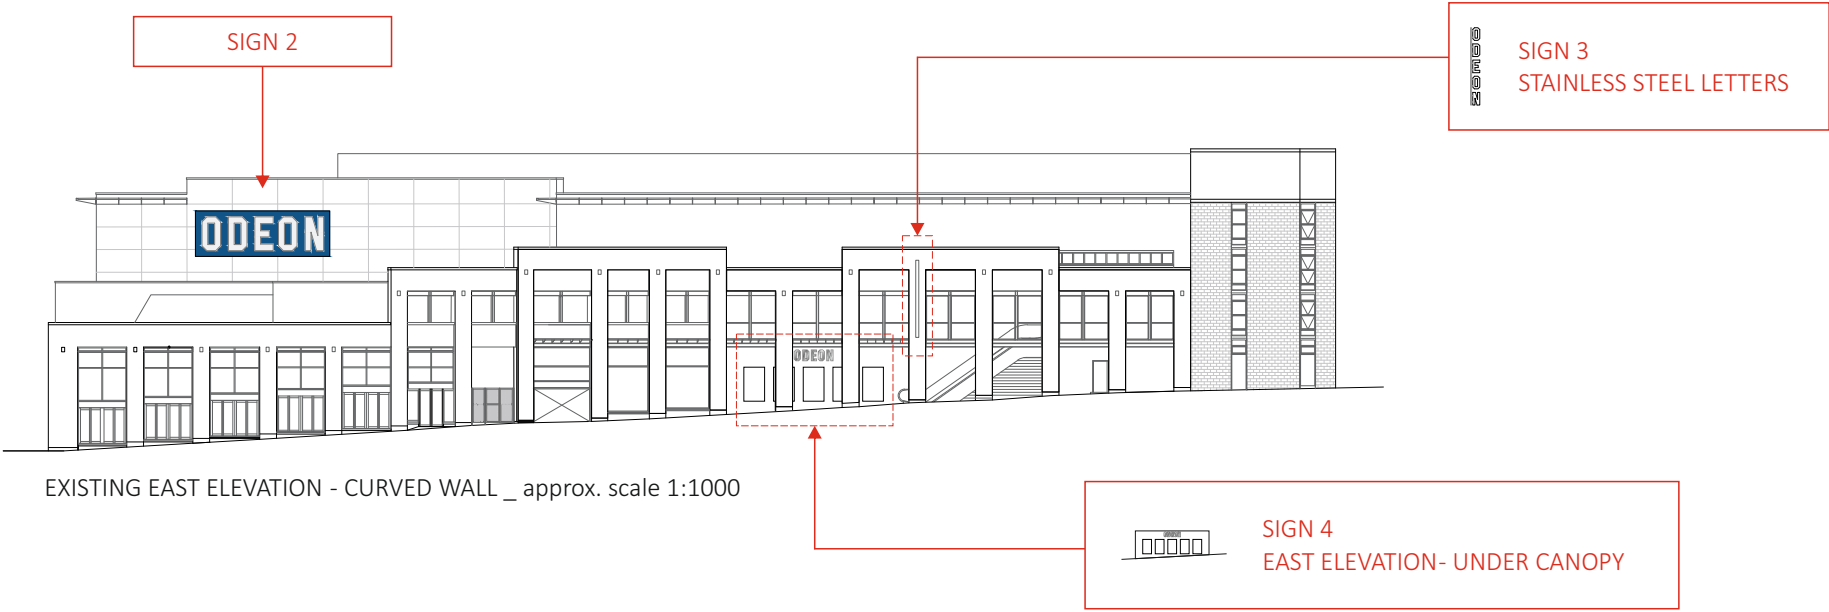 SIGN 2
ODEON
SIGN 3
STAINLESS STEEL LETTERS
ODEON
ODEON
EXISTING EAST ELEVATION - CURVED WALL _ approx. scale 1:1000
SIGN 4
EAST ELEVATION- UNDER CANOPY